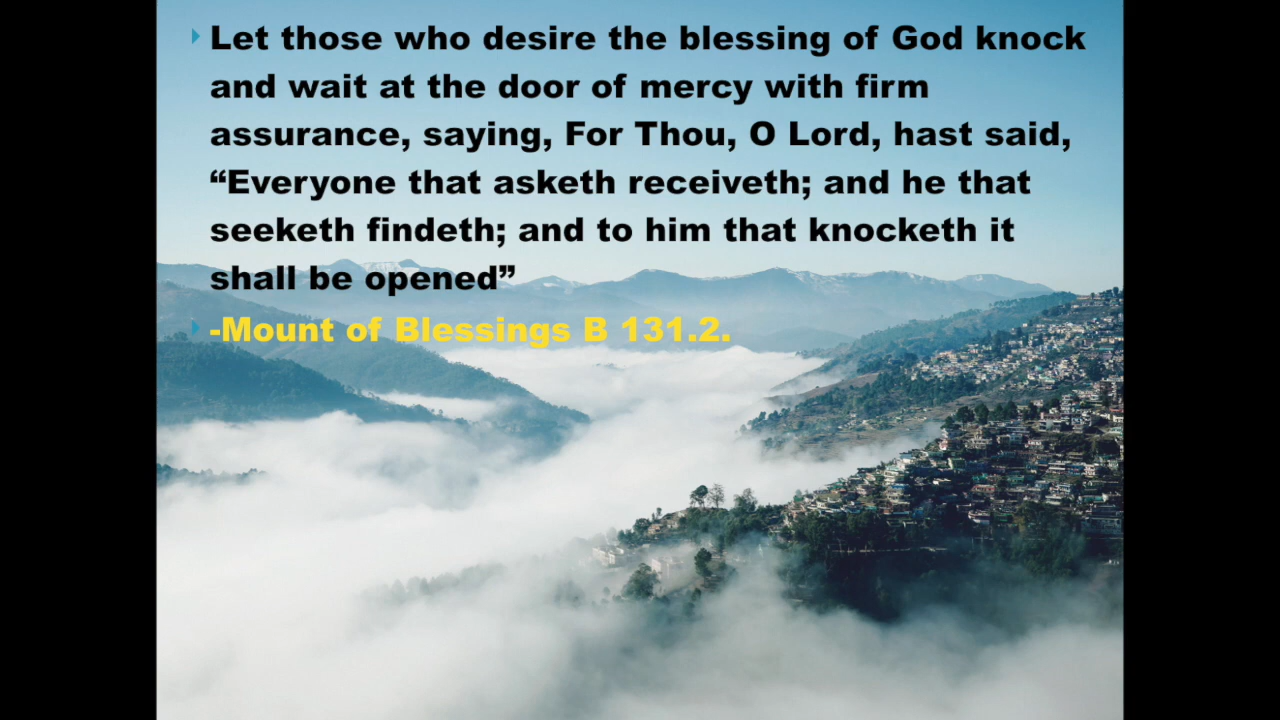 Let those who desire the blessing of God knock
and wait at the door of mercy with firm
assurance, saying, For Thou, O Lord, hast said,
“Everyone that asketh receiveth; and he that
seeketh findeth; and to him that knocketh it
shall be opened”
-Mount of Blessings B 131.2.